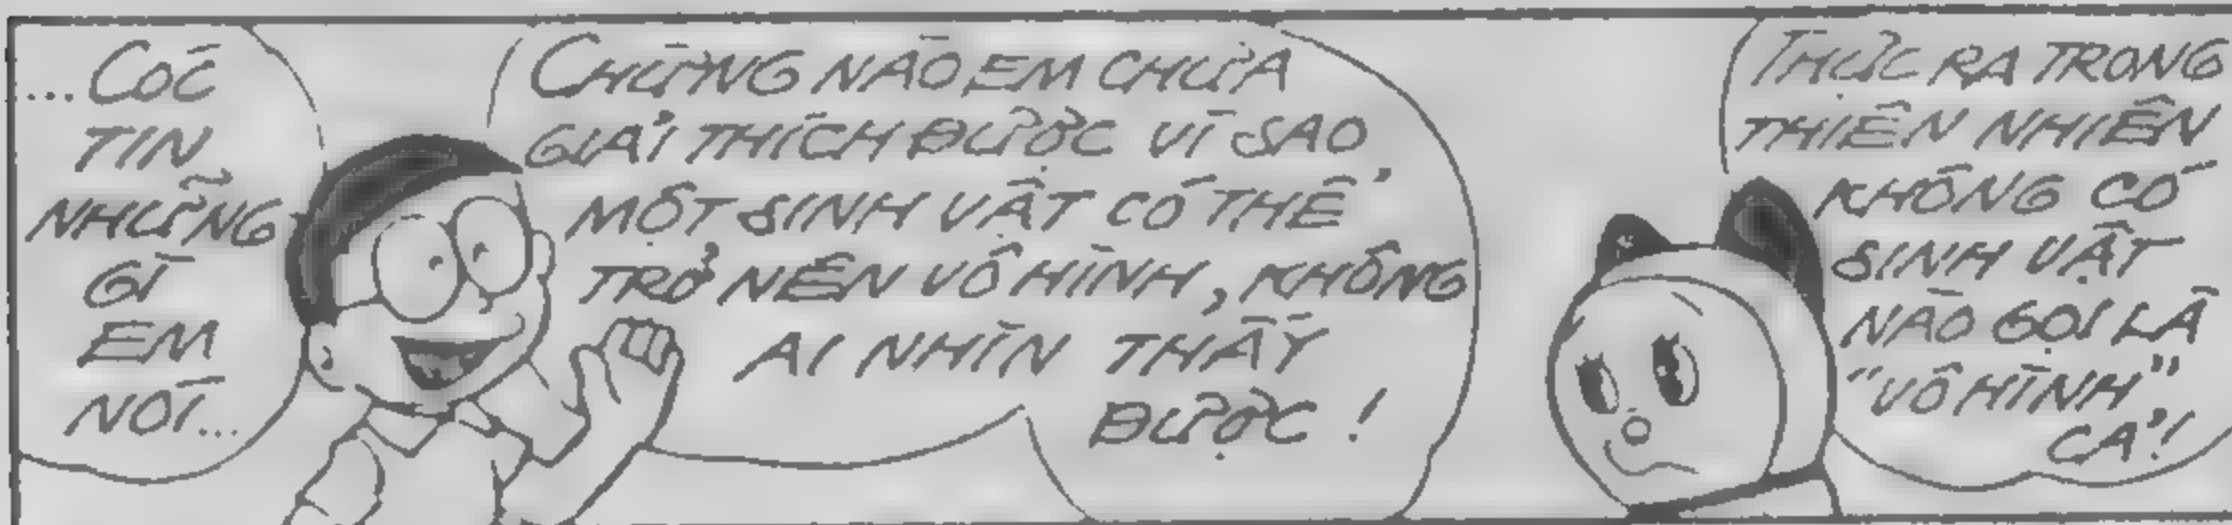 ...CÓC
TIN
NHỮNG
GÌ
EM
NÓI...
CHỪNG NÀO EM CHƯA
GIẢI THÍCH ĐƯỢC VÌ SAO
MỘT SINH VẬT CÓ THỂ
TRỞ NÊN VÔ HÌNH, KHÔNG
AI NHÌN THẤY
ĐƯỢC!
THỰC RA TRONG
THIÊN NHIÊN
KHÔNG CÓ
SINH VẬT
NÀO GỌI LÀ
"VÔ HÌNH"
CẢ!